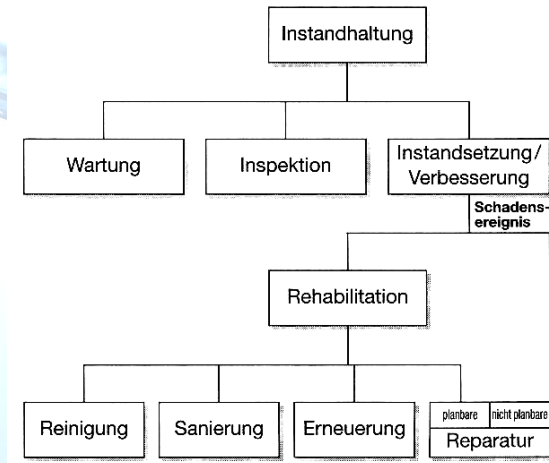 Instandhaltung
Wartung
Inspektion
Instandsetzung/
Verbesserung
Schadens-
ereignis
Rehabilitation
Reinigung
Sanierung
Erneuerung
planbare
nicht planbare
Reparatur